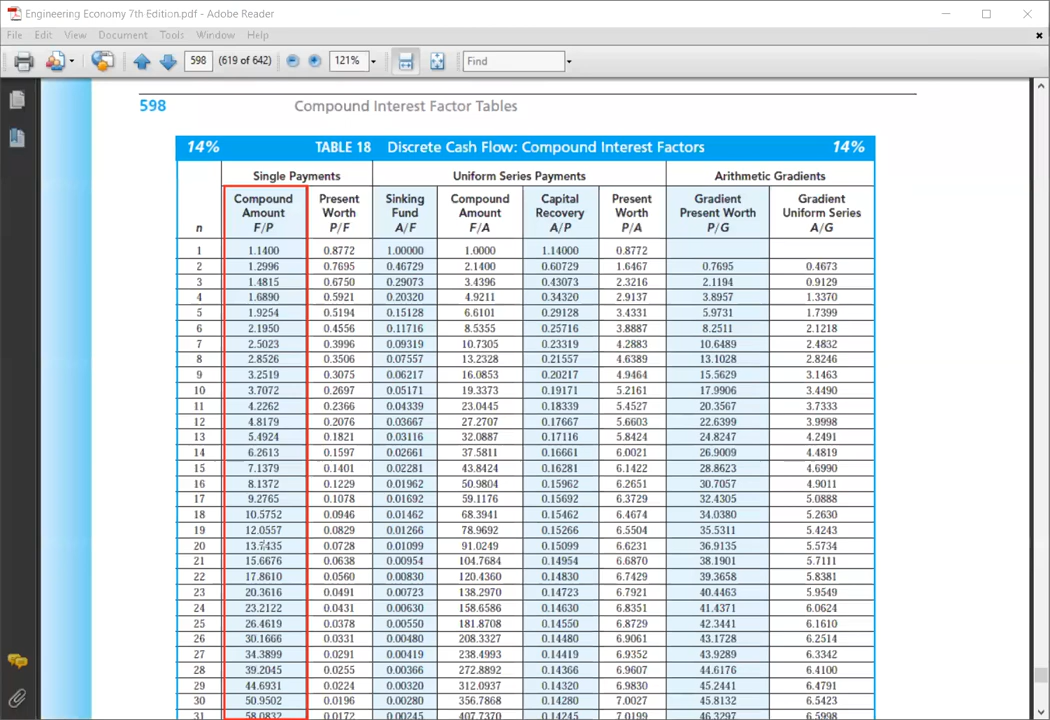 Engineering Economy 7th Edition.pdf - Adobe Reader
File Edit View Document Tools Window Help
598 (619 of 642) 121% Find
598 Compound Interest Factor Tables
14% TABLE 18 Discrete Cash Flow: Compound Interest Factors 14%
Single Payments Uniform Series Payments Arithmetic Gradients
Compound Present Sinking Compound Capital Present Gradient Gradient
Amount Worth Fund Amount Recovery Worth Present Worth Uniform Series
n F/P P/F A/F F/A A/P P/A P/G A/G
1 1.1400 0.8772 1.00000 1.0000 1.14000 0.8772
2 1.2996 0.7695 0.46729 2.1400 0.60729 1.6467 0.7695 0.4673
3 1.4815 0.6750 0.29073 3.4396 0.43073 2.3216 2.1194 0.9129
4 1.6890 0.5921 0.20320 4.9211 0.34320 2.9137 3.8957 1.3370
5 1.9254 0.5194 0.15128 6.6101 0.29128 3.4331 5.9731 1.7399
6 2.1950 0.4556 0.11716 8.5355 0.25716 3.8887 8.2511 2.1218
7 2.5023 0.3996 0.09319 10.7305 0.23319 4.2883 10.6489 2.4832
8 2.8526 0.3506 0.07557 13.2328 0.21557 4.6389 13.1028 2.8246
9 3.2519 0.3075 0.06217 16.0853 0.20217 4.9464 15.5629 3.1463
10 3.7072 0.2697 0.05171 19.3373 0.19171 5.2161 17.9906 3.4490
11 4.2262 0.2366 0.04339 23.0445 0.18339 5.4527 20.3567 3.7333
12 4.8179 0.2076 0.03667 27.2707 0.17667 5.6603 22.6399 3.9998
13 5.4924 0.1821 0.03116 32.0887 0.17116 5.8424 24.8247 4.2491
14 6.2613 0.1597 0.02661 37.5811 0.16661 6.0021 26.9009 4.4819
15 7.1379 0.1401 0.02281 43.8424 0.16281 6.1422 28.8623 4.6990
16 8.1372 0.1229 0.01962 50.9804 0.15962 6.2651 30.7057 4.9011
17 9.2765 0.1078 0.01692 59.1176 0.15692 6.3729 32.4305 5.0888
18 10.5752 0.0946 0.01462 68.3941 0.15462 6.4674 34.0380 5.2630
19 12.0557 0.0829 0.01266 78.9692 0.15266 6.5504 35.5311 5.4243
20 13.7435 0.0728 0.01099 91.0249 0.15099 6.6231 36.9135 5.5734
21 15.6676 0.0638 0.00954 104.7684 0.14954 6.6870 38.1901 5.7111
22 17.8610 0.0560 0.00830 120.4360 0.14830 6.7429 39.3658 5.8381
23 20.3616 0.0491 0.00723 138.2970 0.14723 6.7921 40.4463 5.9549
24 23.2122 0.0431 0.00630 158.6586 0.14630 6.8351 41.4371 6.0624
25 26.4619 0.0378 0.00550 181.8708 0.14550 6.8729 42.3441 6.1610
26 30.1666 0.0331 0.00480 208.3327 0.14480 6.9061 43.1728 6.2514
27 34.3899 0.0291 0.00419 238.4993 0.14419 6.9352 43.9289 6.3342
28 39.2045 0.0255 0.00366 272.8892 0.14366 6.9607 44.6176 6.4100
29 44.6931 0.0224 0.00320 312.0937 0.14320 6.9830 45.2441 6.4791
30 50.9502 0.0196 0.00280 356.7868 0.14280 7.0027 45.8132 6.5423
31 58.0832 0.0172 0.00245 407.7370 0.14245 7.0199 46.3297 6.5998